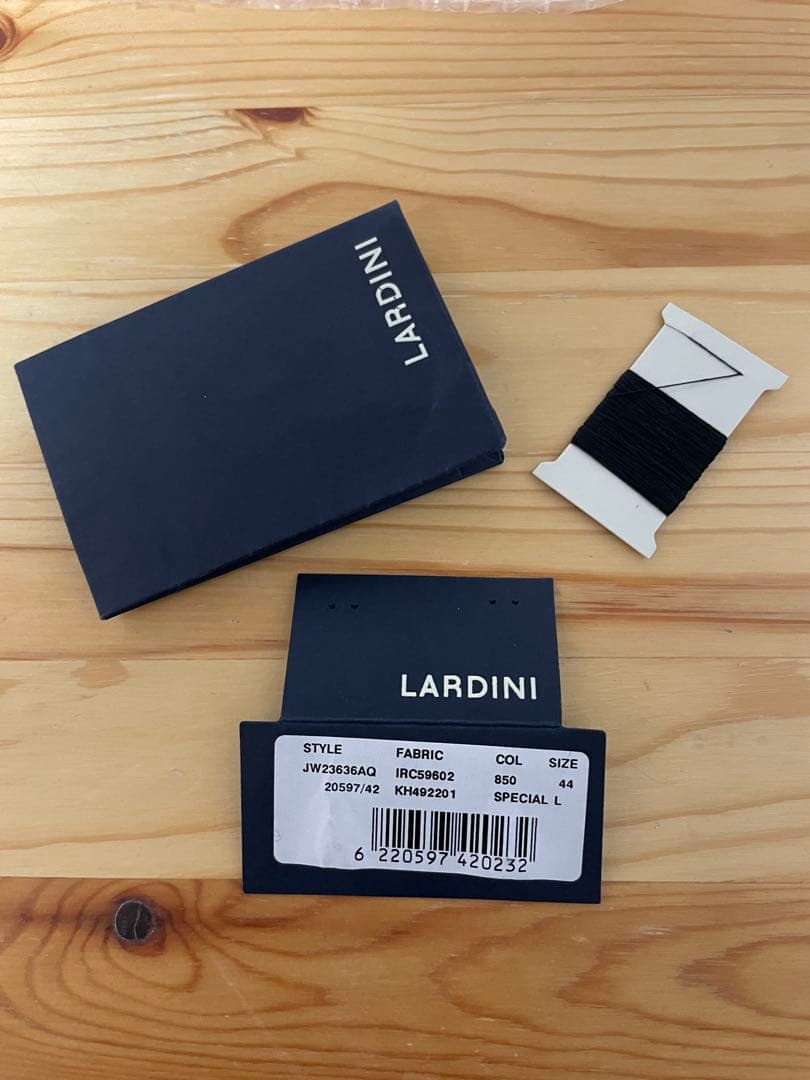 LARDINI
LARDINI
STYLE FABRIC COL SIZE
JW23636AQ IRC59602 850 44
20597/42 KH492201 SPECIAL L
6 220597 420232